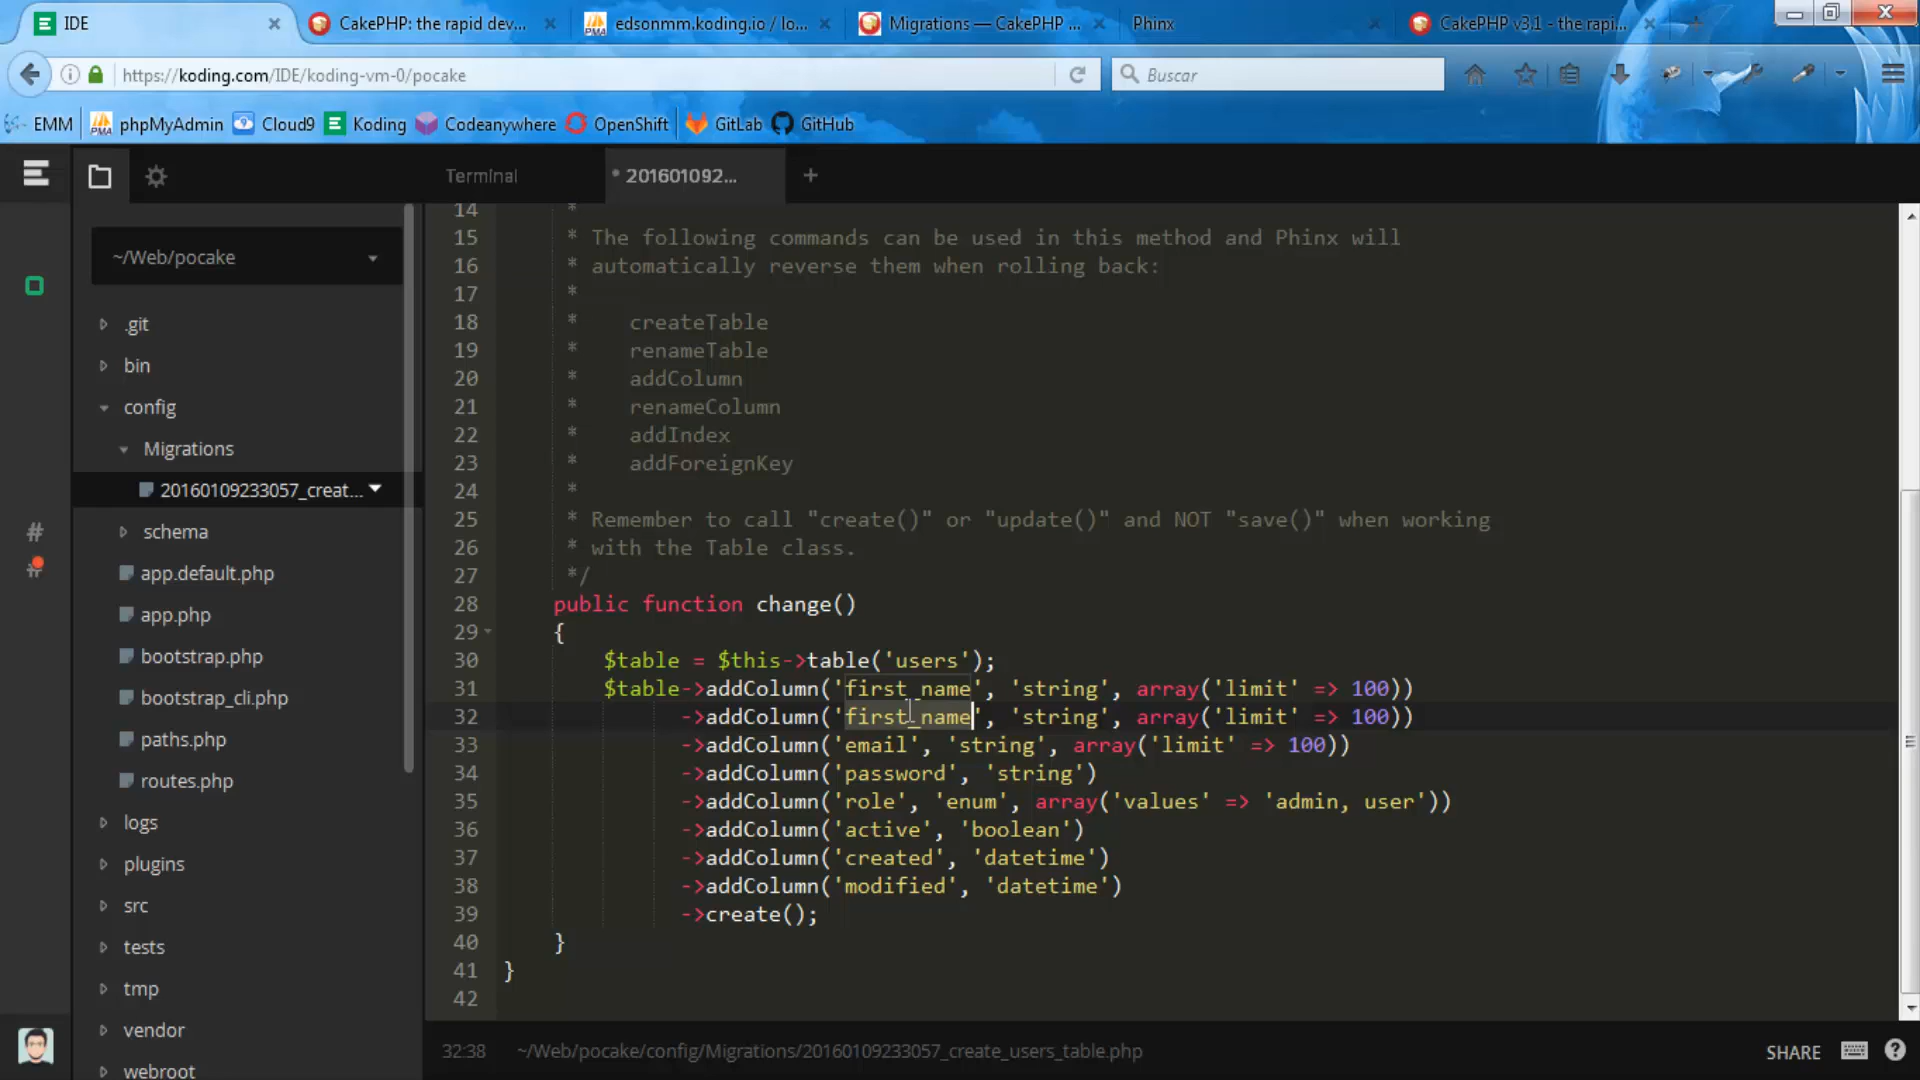 IDE
CakePHP: the rapid dev...
edsonmm.koding.io / lo...
Migrations — CakePHP ...
Phinx
CakePHP v3.1 - the rapi...
https://koding.com/IDE/koding-vm-0/pocake
Buscar
EMM
phpMyAdmin
Cloud9
Koding
Codeanywhere
OpenShift
GitLab
GitHub
Terminal
* 201601092...
+
~/Web/pocake
.git
bin
config
Migrations
20160109233057_creat...
schema
app.default.php
app.php
bootstrap.php
bootstrap_cli.php
paths.php
routes.php
logs
plugins
src
tests
tmp
vendor
webroot
14 *
15 * The following commands can be used in this method and Phinx will
16 * automatically reverse them when rolling back:
17 *
18 * createTable
19 * renameTable
20 * addColumn
21 * renameColumn
22 * addIndex
23 * addForeignKey
24 *
25 * Remember to call "create()" or "update()" and NOT "save()" when working
26 * with the Table class.
27 */
28 public function change()
29 {
30 $table = $this->table('users');
31 $table->addColumn('first_name', 'string', array('limit' => 100))
32 ->addColumn('first_name', 'string', array('limit' => 100))
33 ->addColumn('email', 'string', array('limit' => 100))
34 ->addColumn('password', 'string')
35 ->addColumn('role', 'enum', array('values' => 'admin, user'))
36 ->addColumn('active', 'boolean')
37 ->addColumn('created', 'datetime')
38 ->addColumn('modified', 'datetime')
39 ->create();
40 }
41 }
42
32:38
~/Web/pocake/config/Migrations/20160109233057_create_users_table.php
SHARE